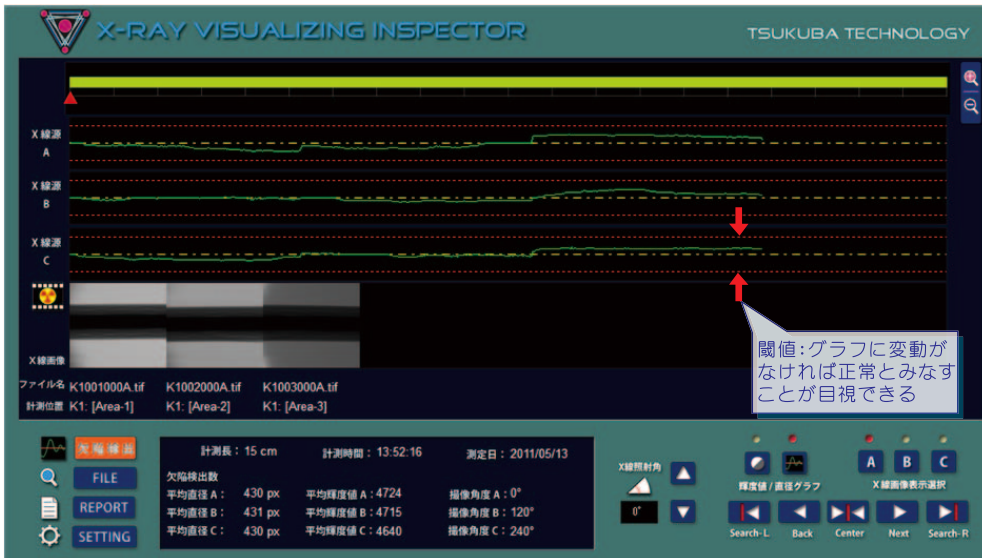 X-RAY VISUALIZING INSPECTOR
TSUKUBA TECHNOLOGY
X線源
A
X線源
B
X線源
C
閾値:グラフに変動が
なければ正常とみなす
ことが目視できる
X線画像
ファイル名 K1001000A.tif K1002000A.tif K1003000A.tif
計測位置 K1: [Area-1] K1: [Area-2] K1: [Area-3]
FILE
REPORT
SETTING
計測長: 15 cm 計測時間: 13:52:16 測定日: 2011/05/13
欠陥検出数
平均直径 A: 430 px 平均輝度値 A: 4724 撮像角度 A: 0°
平均直径 B: 431 px 平均輝度値 B: 4715 撮像角度 B: 120°
平均直径 C: 430 px 平均輝度値 C: 4640 撮像角度 C: 240°
X線照射角
0°
輝度値/直径グラフ
A B C
X線画像表示選択
Search-L Back Center Next Search-R